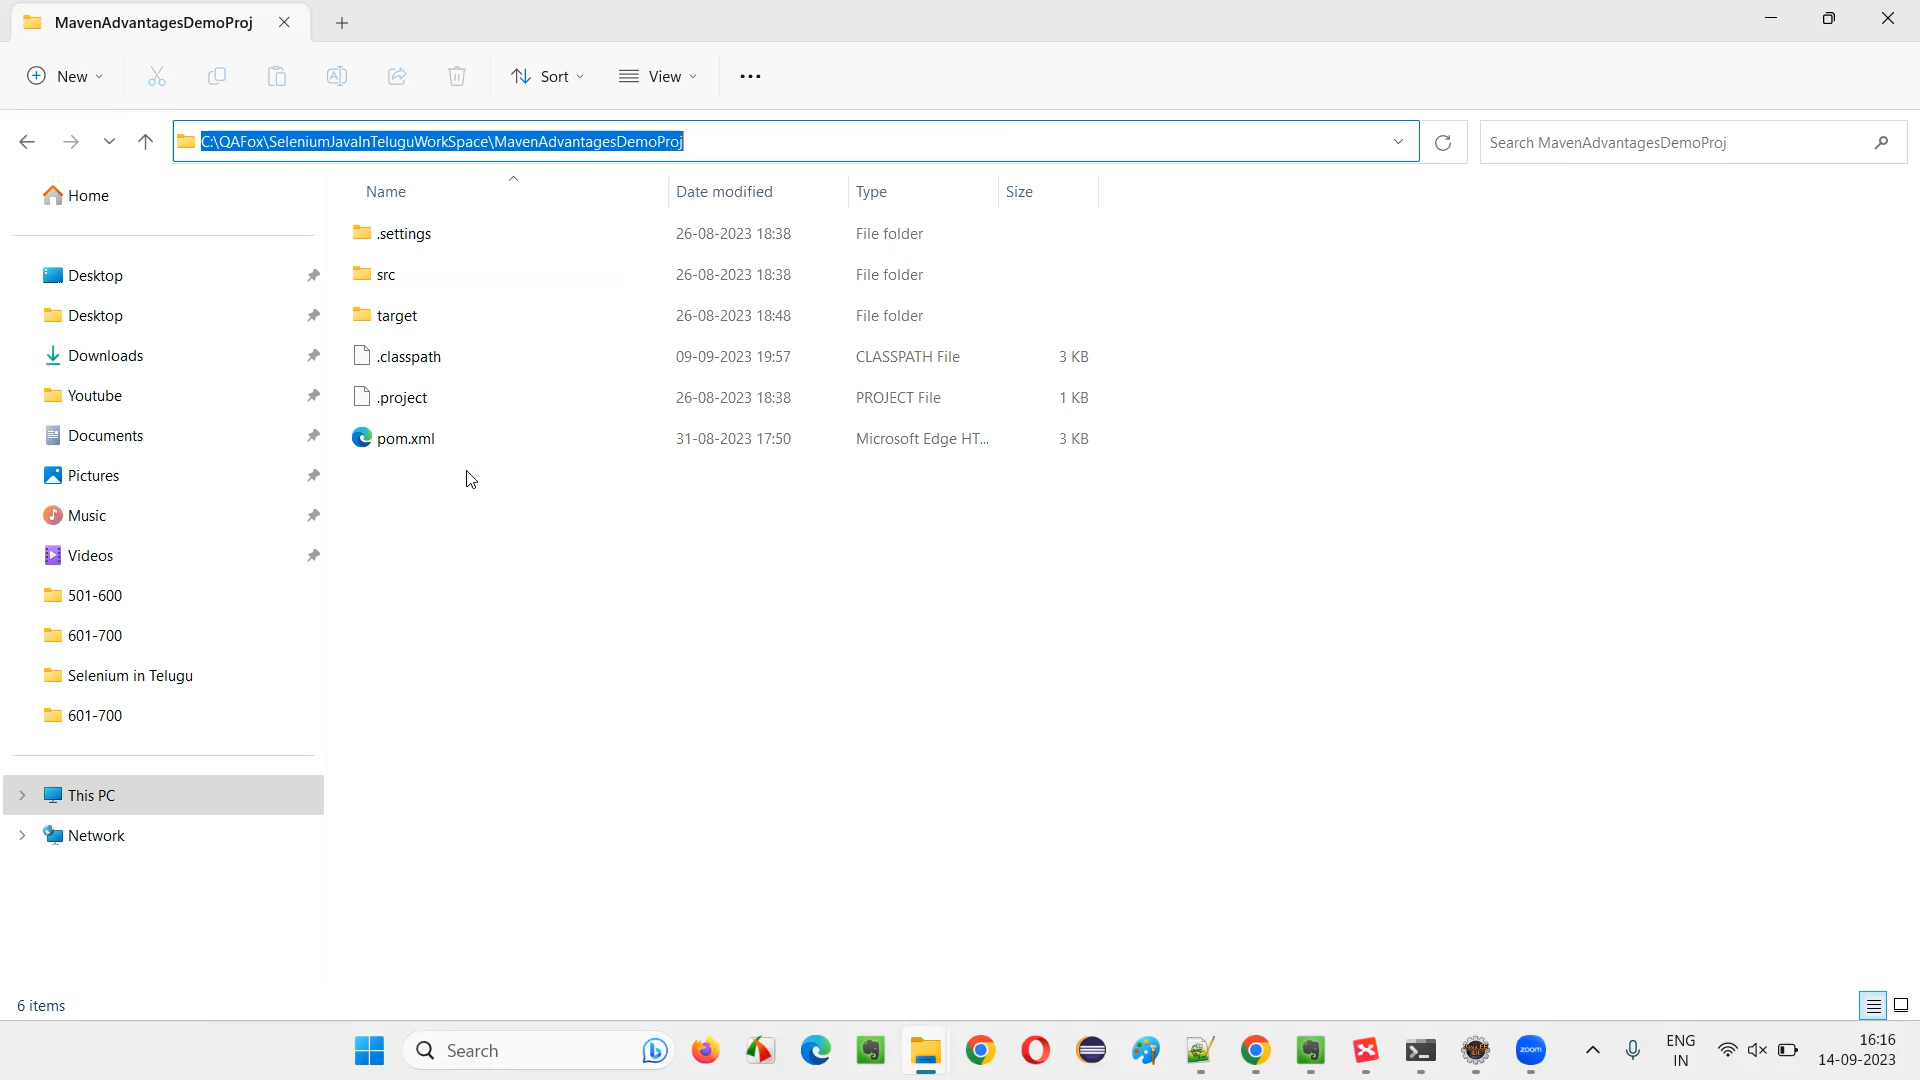 MavenAdvantagesDemoProj
New
Sort
View
C:\QAFox\SeleniumJavaInTeluguWorkSpace\MavenAdvantagesDemoProj
Search MavenAdvantagesDemoProj
Name Date modified Type Size
.settings 26-08-2023 18:38 File folder
src 26-08-2023 18:38 File folder
target 26-08-2023 18:48 File folder
.classpath 09-09-2023 19:57 CLASSPATH File 3 KB
.project 26-08-2023 18:38 PROJECT File 1 KB
pom.xml 31-08-2023 17:50 Microsoft Edge HT... 3 KB
Home
Desktop
Desktop
Downloads
Youtube
Documents
Pictures
Music
Videos
501-600
601-700
Selenium in Telugu
601-700
This PC
Network
6 items
Search
zoom
ENG
IN
16:16
14-09-2023